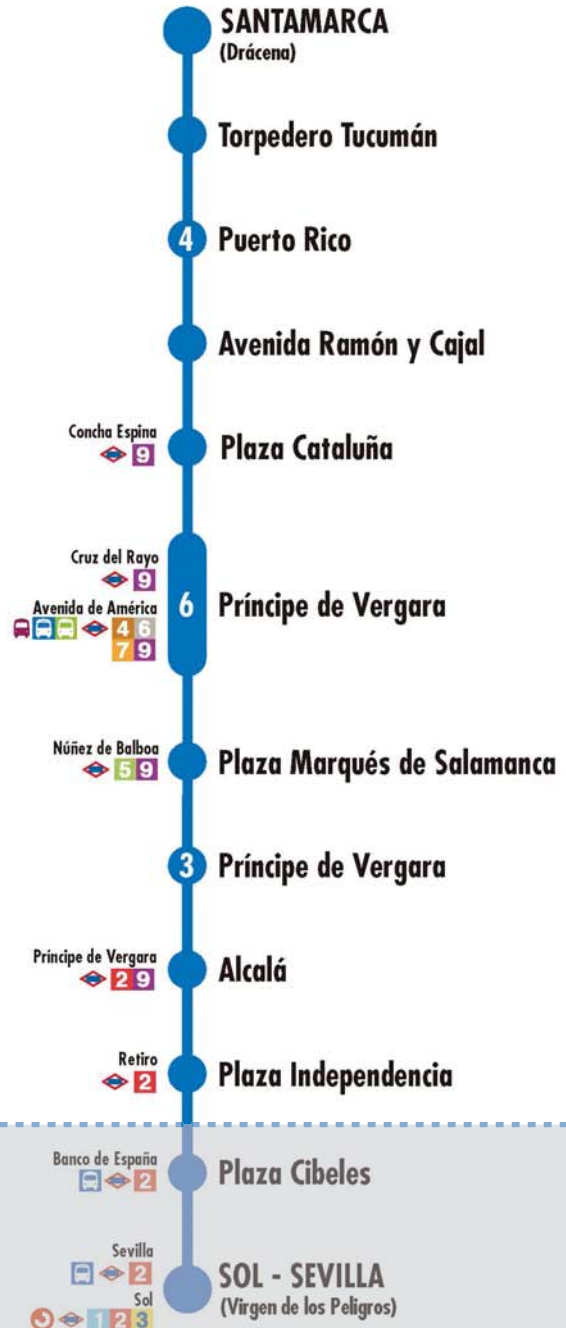 SANTAMARCA
(Drácena)
Torpedero Tucumán
4 Puerto Rico
Avenida Ramón y Cajal
Concha Espina
9
Plaza Cataluña
Cruz del Rayo
9
Avenida de América
4 6
7 9
6 Príncipe de Vergara
Núñez de Balboa
5 9
Plaza Marqués de Salamanca
3 Príncipe de Vergara
Príncipe de Vergara
2 9
Alcalá
Retiro
2
Plaza Independencia
Banco de España
2
Plaza Cibeles
Sevilla
2
Sol
1 2 3
SOL - SEVILLA
(Virgen de los Peligros)